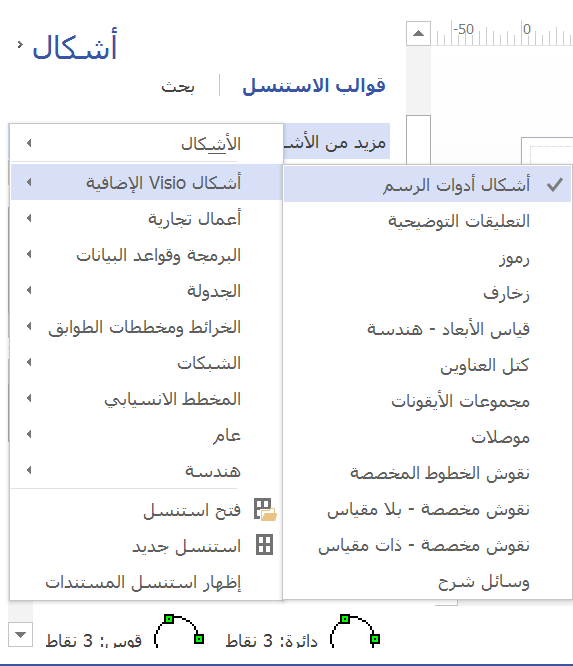 أشكال
-50 0
قوالب الاستنسل بحث
مزيد من الأش
الأشكال
أشكال Visio الإضافية
أعمال تجارية
البرمجة وقواعد البيانات
الجدولة
الخرائط ومخططات الطوابق
الشبكات
المخطط الانسيابي
عام
هندسة
فتح استنسل
استنسل جديد
إظهار استنسل المستندات
أشكال أدوات الرسم
التعليقات التوضيحية
رموز
زخارف
قياس الأبعاد - هندسة
كتل العناوين
مجموعات الأيقونات
موصلات
نقوش الخطوط المخصصة
نقوش مخصصة - بلا مقياس
نقوش مخصصة - ذات مقياس
وسائل شرح
دائرة: 3 نقاط
قوس: 3 نقاط